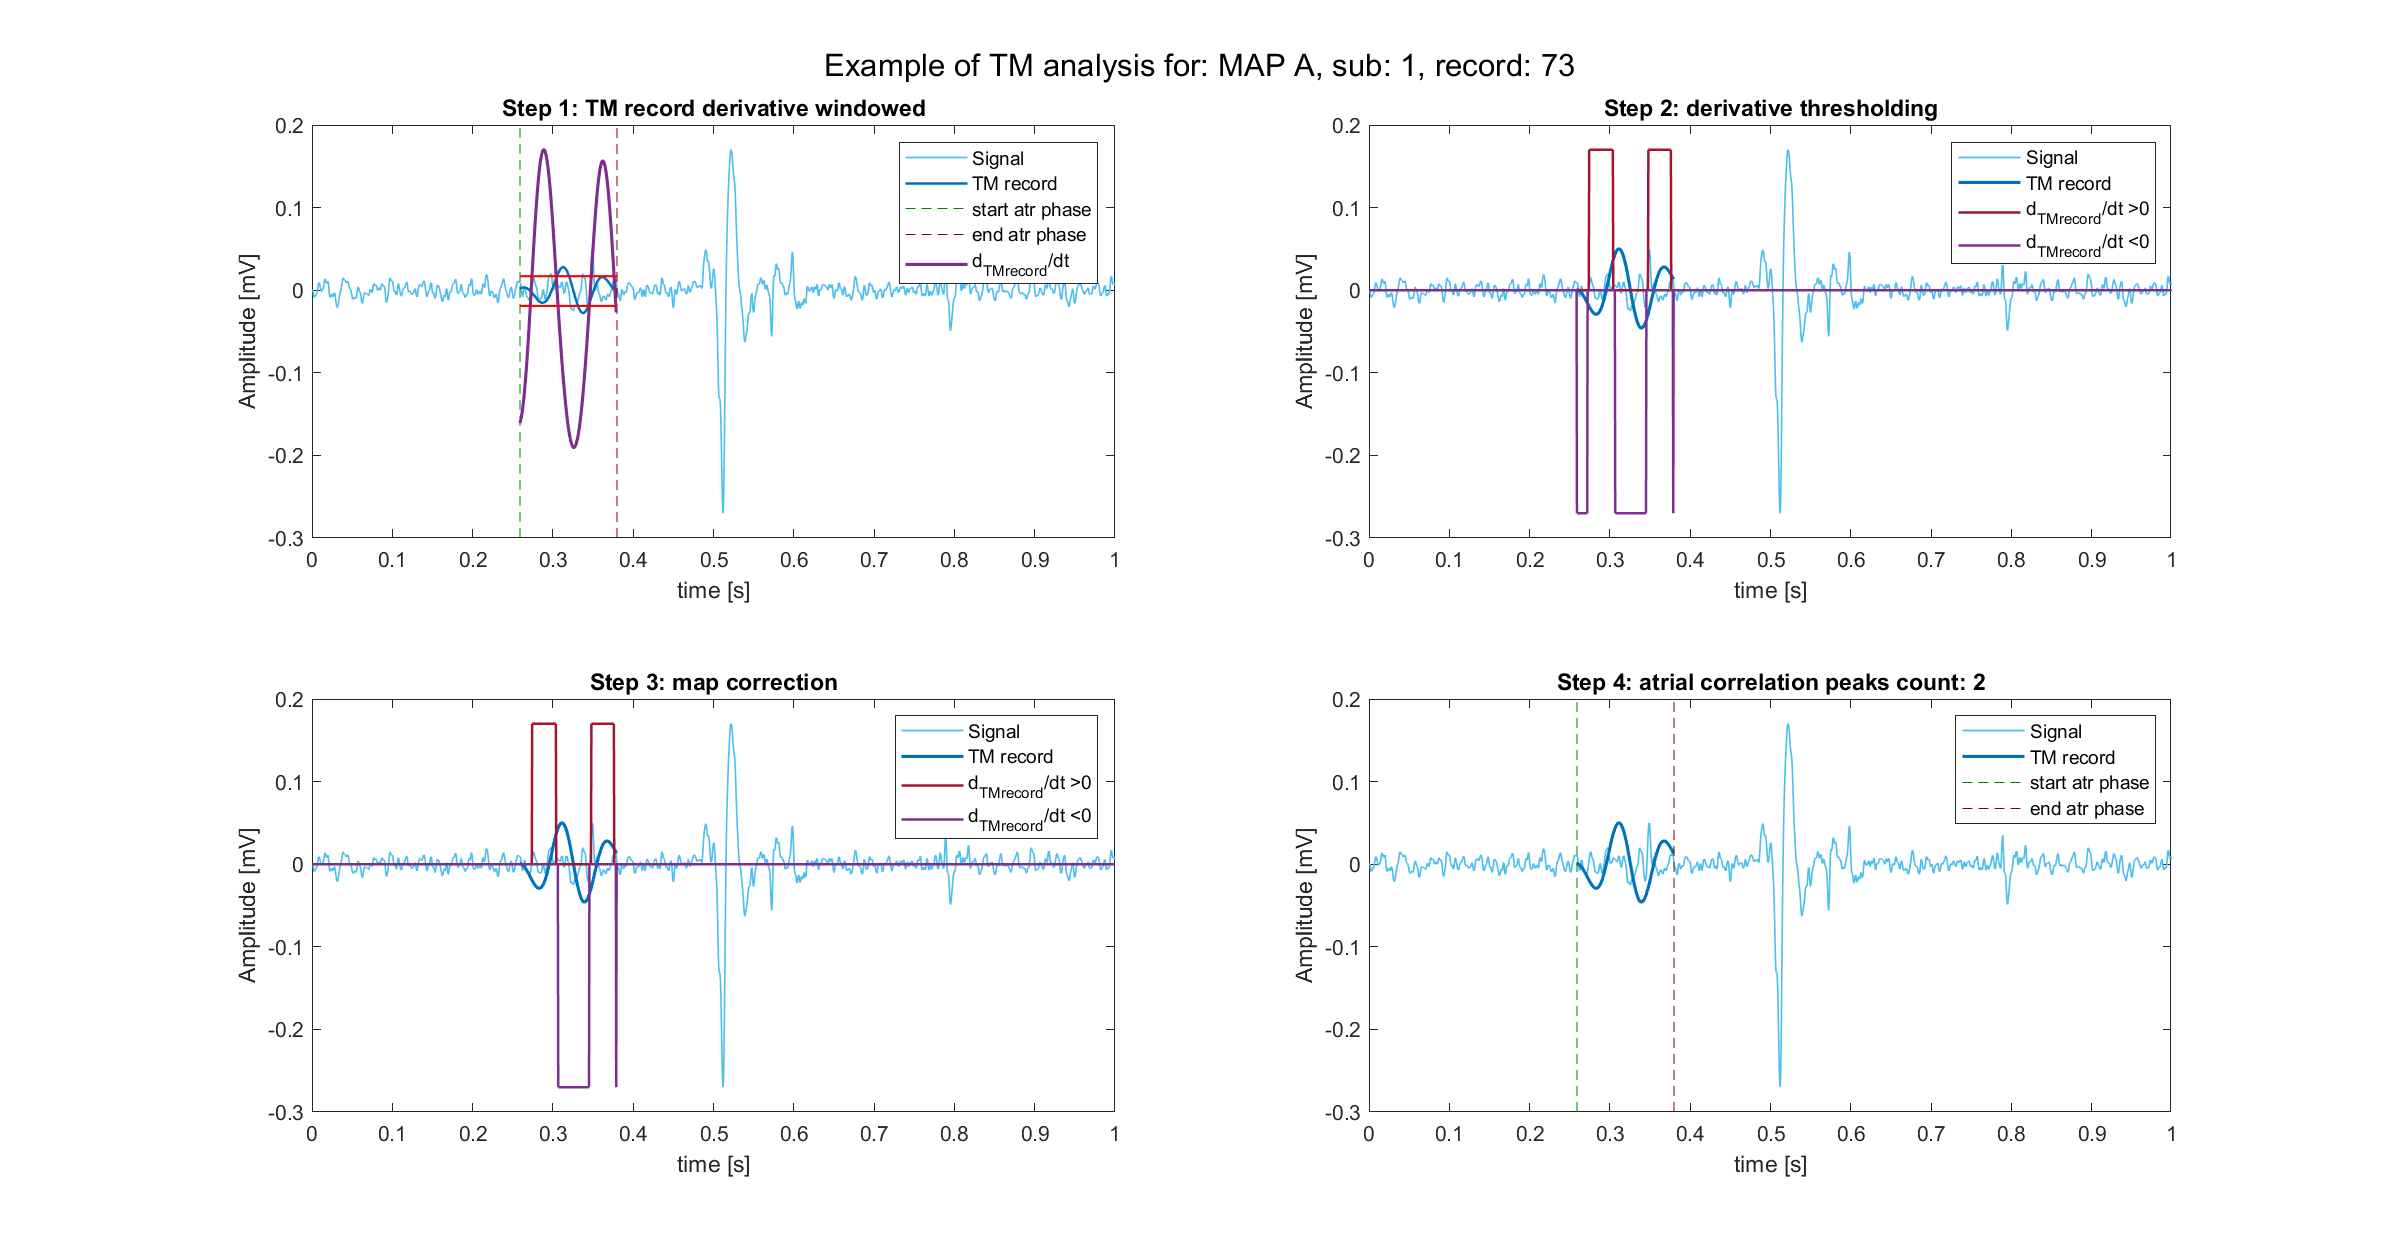 Example of TM analysis for: MAP A, sub: 1, record: 73
Step 1: TM record derivative windowed
0.2
0.1
0
-0.1
-0.2
-0.3
Amplitude [mV]
0 0.1 0.2 0.3 0.4 0.5 0.6 0.7 0.8 0.9 1
time [s]
Signal
TM record
start atr phase
end atr phase
dTMrecord/dt
Step 2: derivative thresholding
0.2
0.1
0
-0.1
-0.2
-0.3
Amplitude [mV]
0 0.1 0.2 0.3 0.4 0.5 0.6 0.7 0.8 0.9 1
time [s]
Signal
TM record
dTMrecord/dt >0
dTMrecord/dt <0
Step 3: map correction
0.2
0.1
0
-0.1
-0.2
-0.3
Amplitude [mV]
0 0.1 0.2 0.3 0.4 0.5 0.6 0.7 0.8 0.9 1
time [s]
Signal
TM record
dTMrecord/dt >0
dTMrecord/dt <0
Step 4: atrial correlation peaks count: 2
0.2
0.1
0
-0.1
-0.2
-0.3
Amplitude [mV]
0 0.1 0.2 0.3 0.4 0.5 0.6 0.7 0.8 0.9 1
time [s]
Signal
TM record
start atr phase
end atr phase